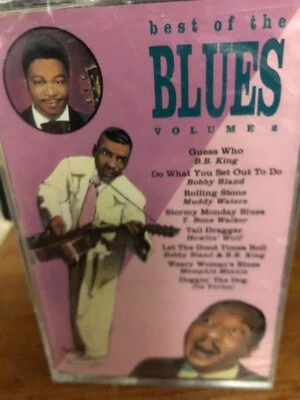 best of the
BLUES
VOLUME 2
Guess Who
B.B. King
Do What You Set Out To Do
Bobby Bland
Rolling Stone
Muddy Waters
Stormy Monday Blues
T. Bone Walker
Tail Dragger
Howlin' Wolf
Let The Good Times Roll
Bobby Bland & B.B. King
Weary Woman's Blues
Memphis Minnie
Doggin' The Dog
Joe Turner